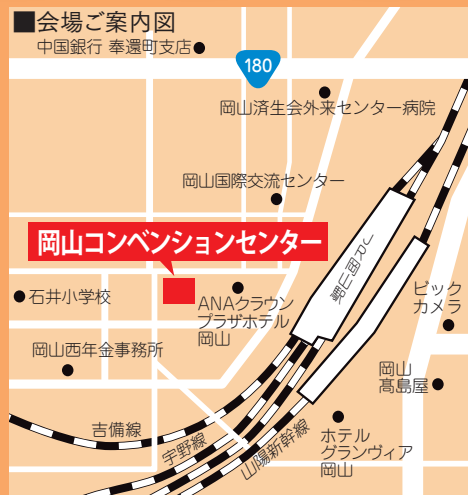 ■会場ご案内図
中国銀行 奉還町支店
180
岡山済生会外来センター病院
岡山国際交流センター
岡山コンベンションセンター
JR岡山駅
石井小学校
ANAクラウン
プラザホテル
岡山
ビック
カメラ
岡山西年金事務所
岡山
髙島屋
吉備線
宇野線
山陽新幹線
ホテル
グランヴィア
岡山